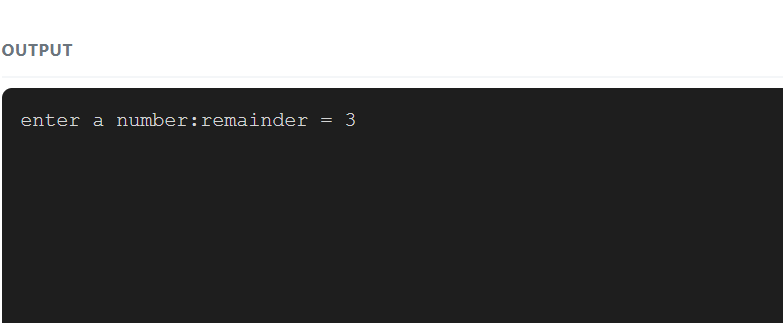 OUTPUT
enter a number:remainder = 3